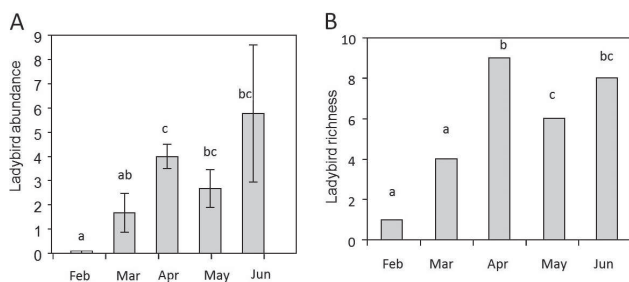 A
Ladybird abundance
9
8
7
6
5
4
3
2
1
0
a
ab
c
bc
bc
Feb Mar Apr May Jun
B
Ladybird richness
10
8
6
4
2
0
a
a
b
c
bc
Feb Mar Apr May Jun